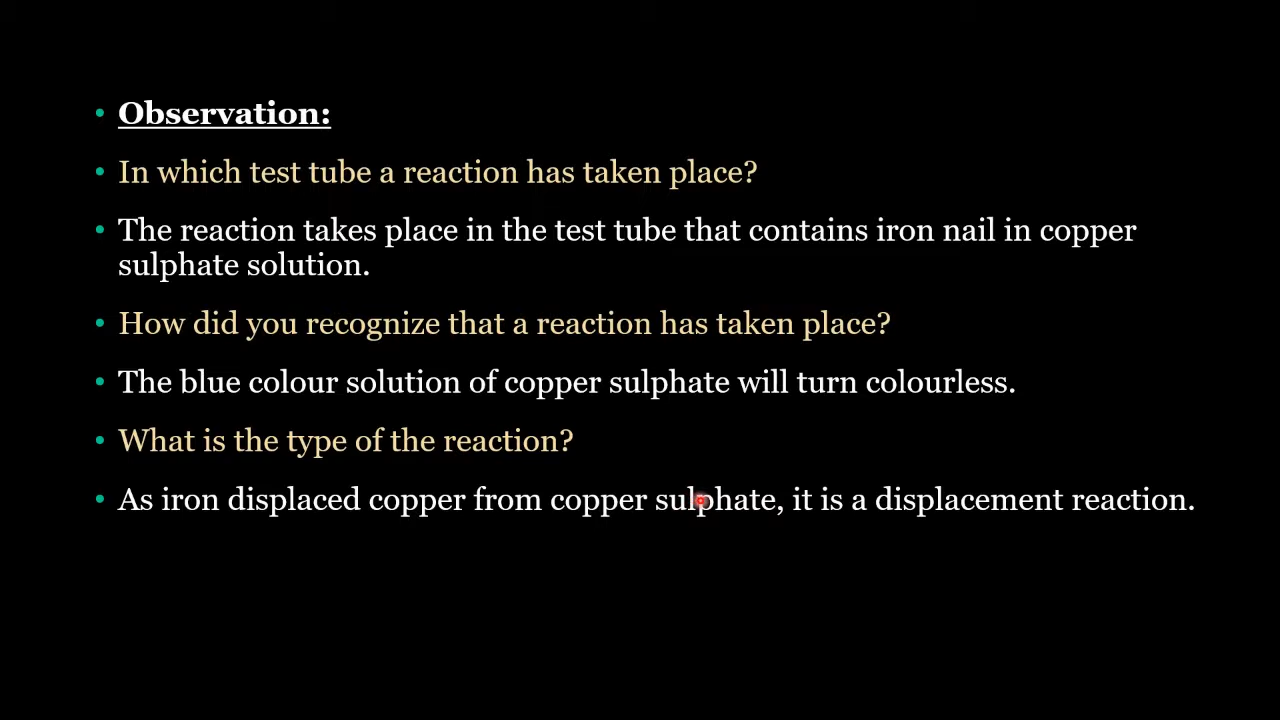 Observation:
In which test tube a reaction has taken place?
The reaction takes place in the test tube that contains iron nail in copper
sulphate solution.
How did you recognize that a reaction has taken place?
The blue colour solution of copper sulphate will turn colourless.
What is the type of the reaction?
As iron displaced copper from copper sulphate, it is a displacement reaction.